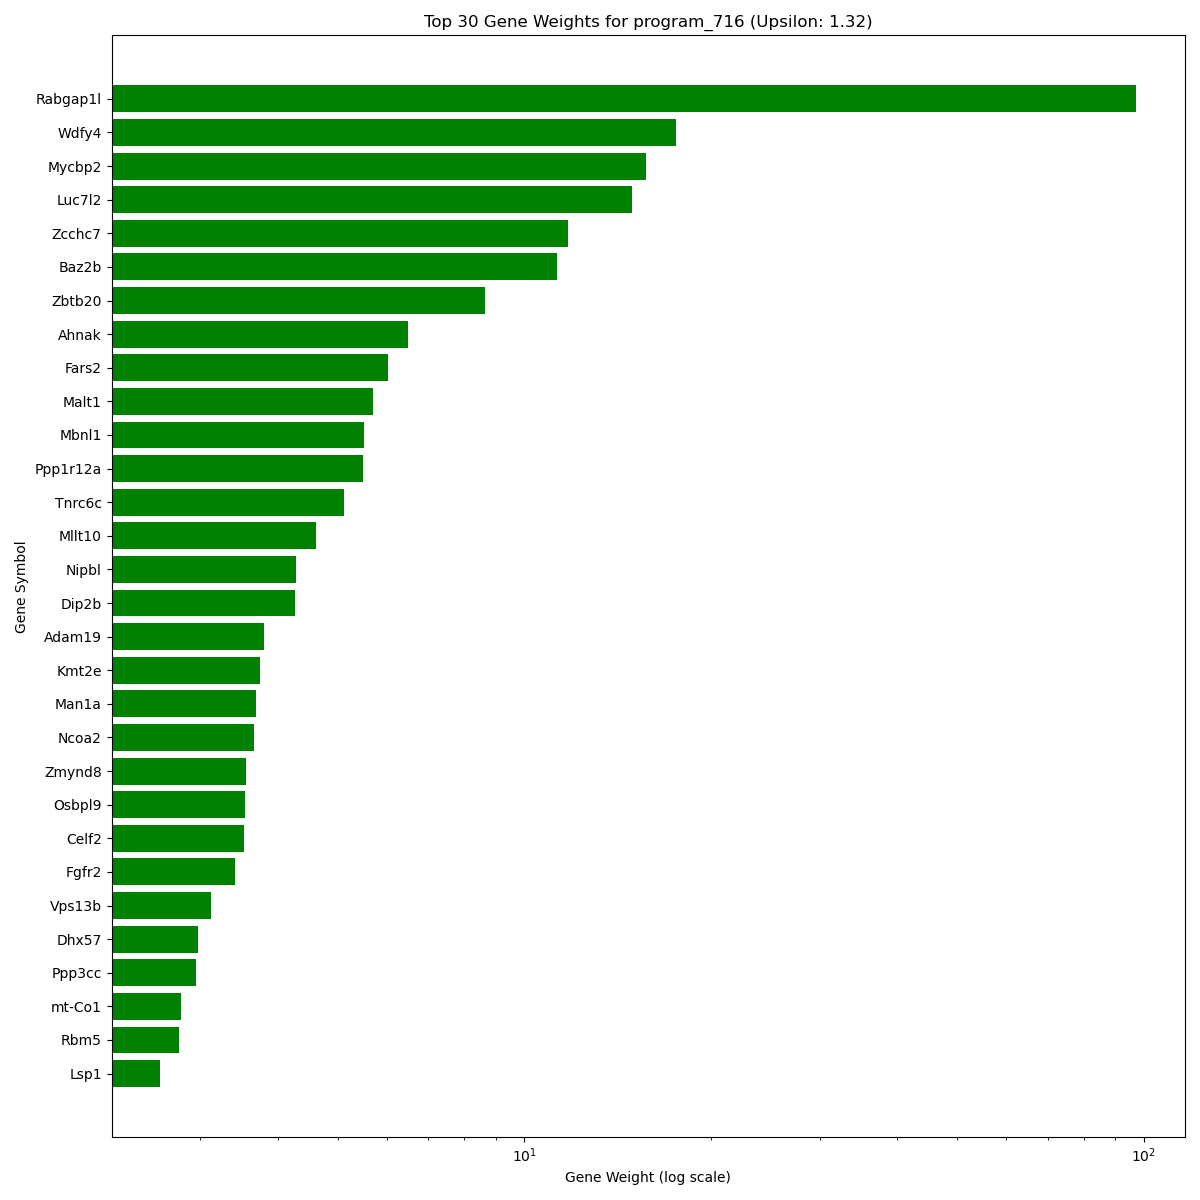 Top 30 Gene Weights for program_716 (Upsilon: 1.32)
Rabgap1l
Wdfy4
Mycbp2
Luc7l2
Zcchc7
Baz2b
Zbtb20
Ahnak
Fars2
Malt1
Mbnl1
Ppp1r12a
Tnrc6c
Mllt10
Nipbl
Dip2b
Adam19
Kmt2e
Man1a
Ncoa2
Zmynd8
Osbpl9
Celf2
Fgfr2
Vps13b
Dhx57
Ppp3cc
mt-Co1
Rbm5
Lsp1
Gene Symbol
10¹ 10²
Gene Weight (log scale)